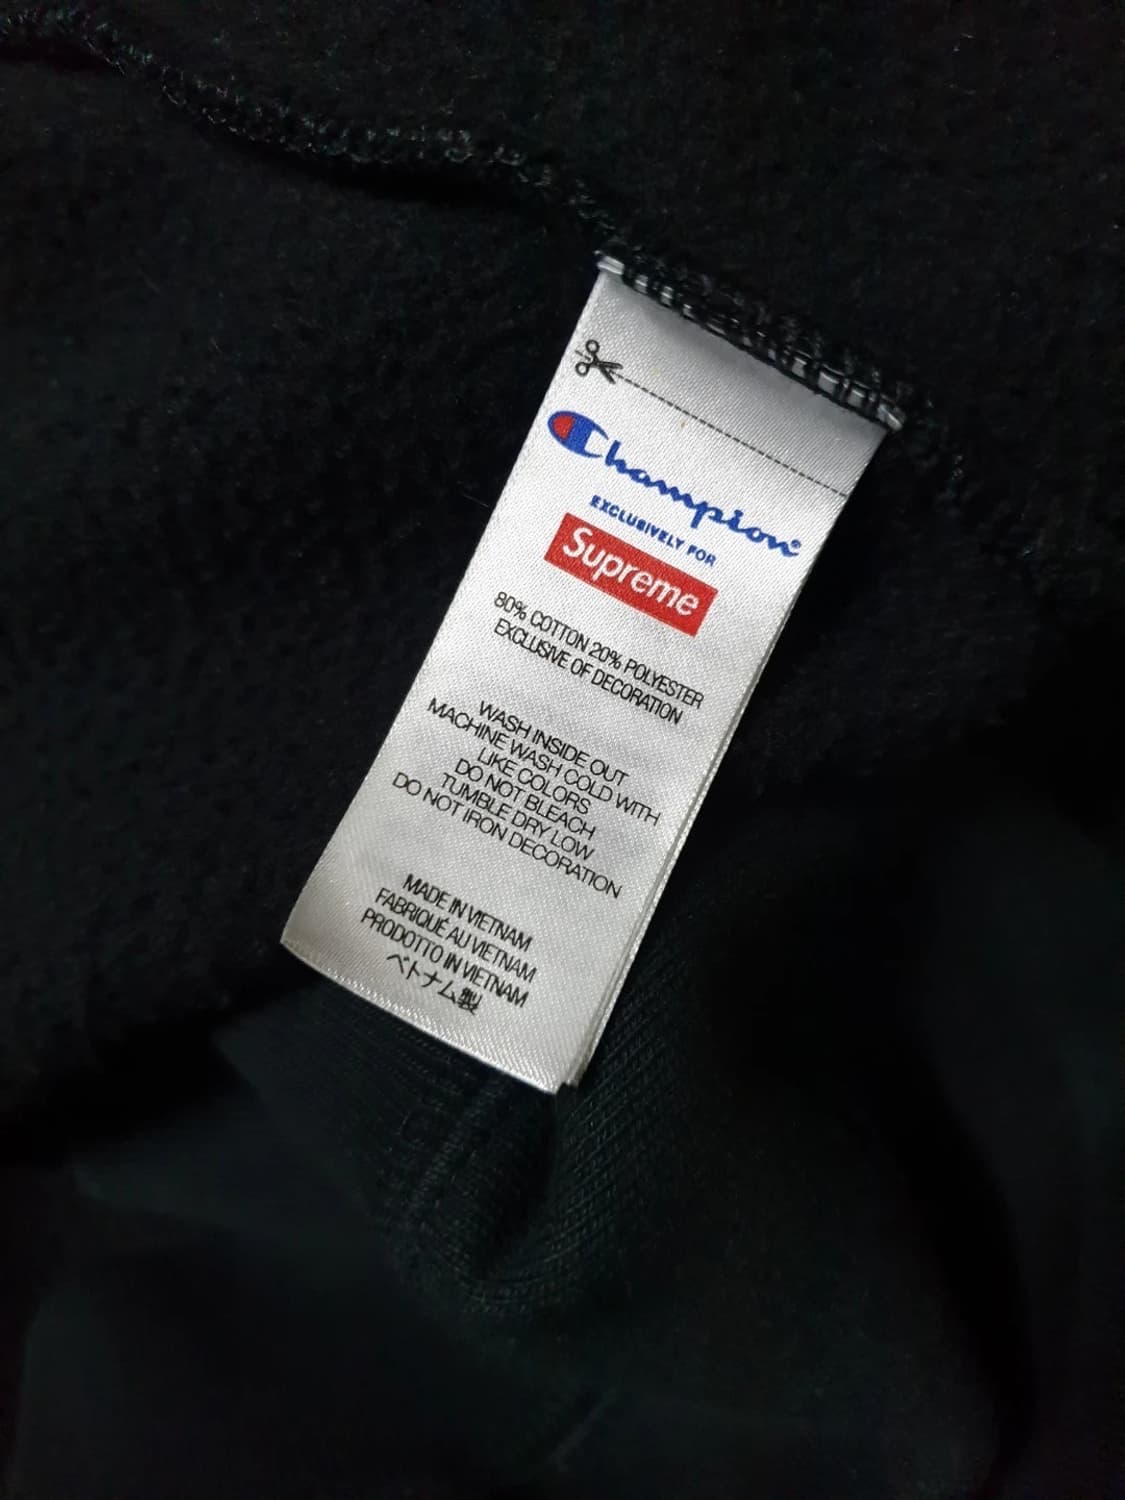 Champion®
EXCLUSIVELY FOR
Supreme
80% COTTON 20% POLYESTER
EXCLUSIVE OF DECORATION
WASH INSIDE OUT
MACHINE WASH COLD WITH
LIKE COLORS
DO NOT BLEACH
TUMBLE DRY LOW
DO NOT IRON DECORATION
MADE IN VIETNAM
FABRIQUÉ AU VIETNAM
PRODOTTO IN VIETNAM
ベトナム製